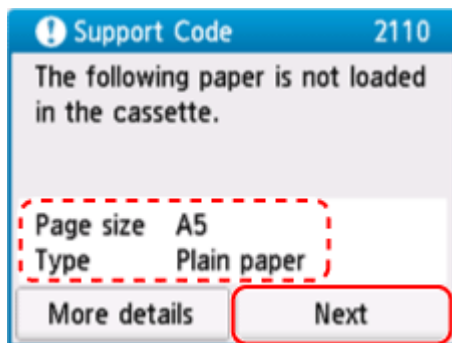 Support Code 2110
The following paper is not loaded
in the cassette.
Page size A5
Type Plain paper
More details Next